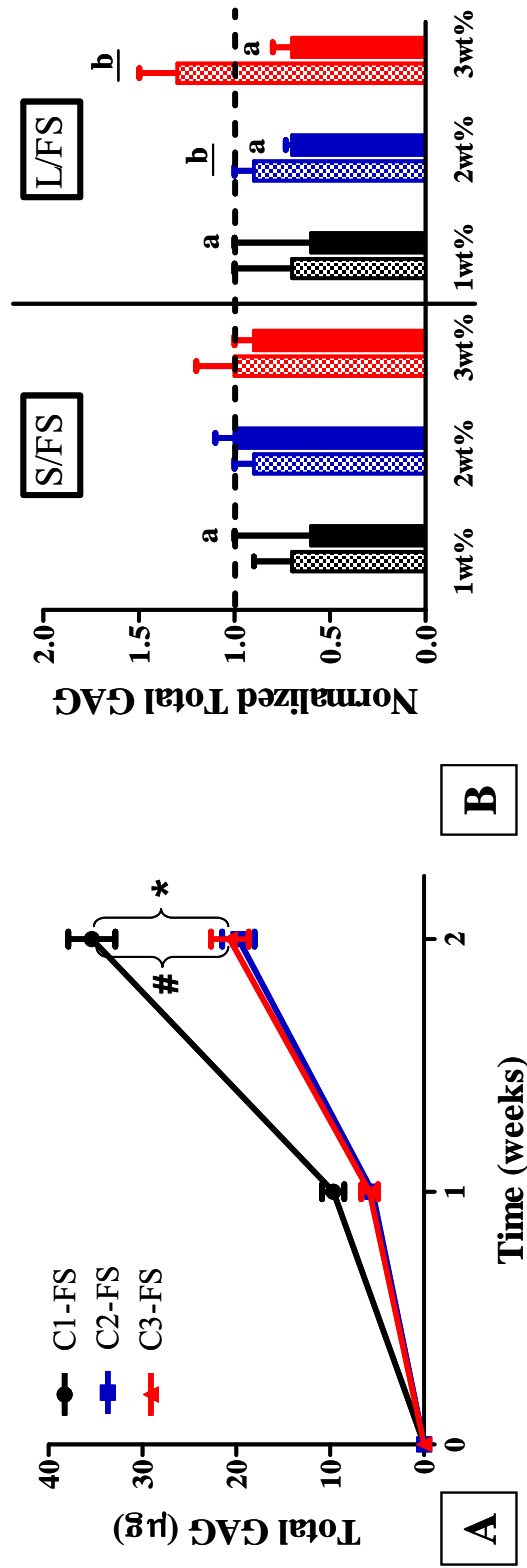 Total GAG (μg)
40
30
20
10
0
C1-FS
C2-FS
C3-FS
#
*
0
1
2
Time (weeks)
A
Normalized Total GAG
2.0
1.5
1.0
0.5
0.0
S/FS
L/FS
a
a
b
a
b
a
1wt%
2wt%
3wt%
1wt%
2wt%
3wt%
B